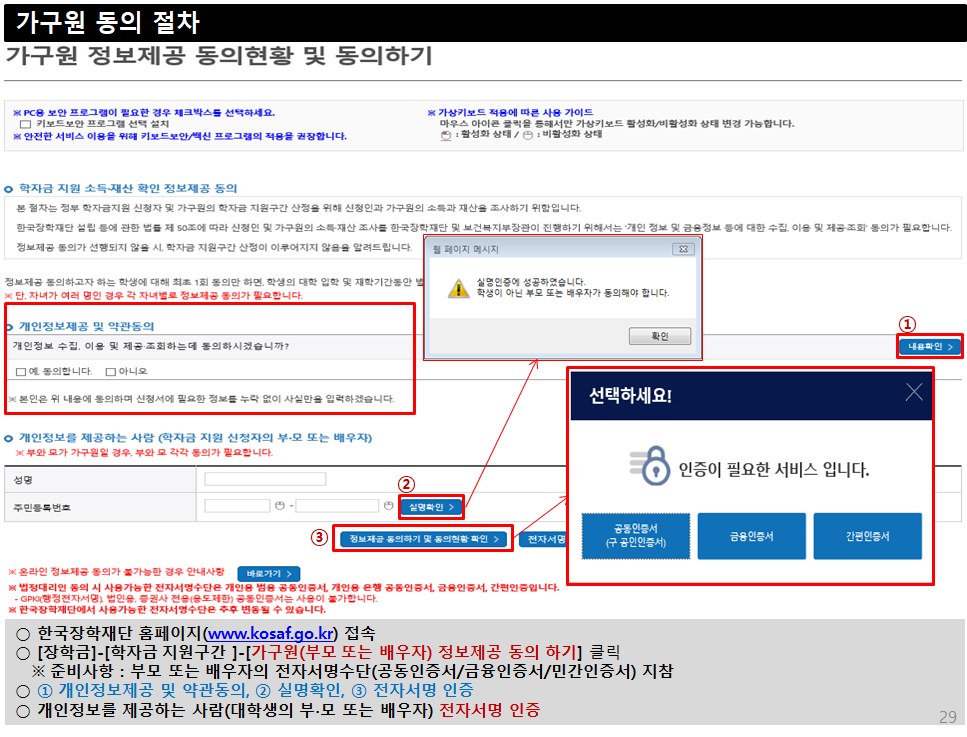 가구원 동의 절차
가구원 정보제공 동의현황 및 동의하기
※ PC용 보안 프로그램이 필요한 경우 체크박스를 선택하세요.
□ 키보드보안 프로그램 선택 설치
※ 안전한 서비스 이용을 위해 키보드보안/백신 프로그램의 적용을 권장합니다.
※ 가상키보드 적용에 따른 사용 가이드
마우스 아이콘 클릭을 통해서만 가상키보드 활성화/비활성화 상태 변경 가능합니다.
: 활성화 상태 / : 비활성화 상태
학자금 지원 소득·재산 확인 정보제공 동의
본 절차는 정부 학자금지원 신청자 및 가구원의 학자금 지원구간 산정을 위해 신청인과 가구원의 소득과 재산을 조사하기 위함입니다.
한국장학재단 설립 등에 관한 법률 제 50조에 따라 신청인 및 가구원의 소득·재산 조사를 한국장학재단 및 보건복지부장관이 진행하기 위해서는 '개인 정보 및 금융정보 등에 대한 수집, 이용 및 제공·조회' 동의가 필요합니다.
정보제공 동의가 선행되지 않을 시, 학자금 지원구간 산정이 이루어지지 않음을 알려드립니다.
정보제공 동의하고자 하는 학생에 대해 최초 1회 동의만 하면, 학생의 대학 입학 및 재학기간동안 별
※ 단, 자녀가 여러 명인 경우 각 자녀별로 정보제공 동의가 필요합니다.
웹 페이지 메시지
실명인증에 성공하였습니다.
학생이 아닌 부모 또는 배우자가 동의해야 합니다.
확인
개인정보제공 및 약관동의
개인정보 수집, 이용 및 제공·조회하는데 동의하시겠습니까?
①
내용확인 >
□ 예, 동의합니다. □ 아니오
※ 본인은 위 내용에 동의하며 신청서에 필요한 정보를 누락 없이 사실만을 입력하겠습니다.
선택하세요!
인증이 필요한 서비스 입니다.
공동인증서
(구 공인인증서)
금융인증서
간편인증서
개인정보를 제공하는 사람 (학자금 지원 신청자의 부·모 또는 배우자)
※ 부와 모가 가구원일 경우, 부와 모 각각 동의가 필요합니다.
성명
주민등록번호
-
②
실명확인 >
③
정보제공 동의하기 및 동의현황 확인 >
전자서명
※ 온라인 정보제공 동의가 불가능한 경우 안내사항
바로가기 >
※ 법정대리인 동의 시 사용가능한 전자서명수단은 개인용 범용 공동인증서, 개인용 은행 공동인증서, 금융인증서, 간편인증입니다.
- GPKI(행정전자서명), 법인용, 증권사 전용(용도제한) 공동인증서는 사용이 불가합니다.
※ 한국장학재단에서 사용가능한 전자서명수단은 추후 변동될 수 있습니다.
○ 한국장학재단 홈페이지(www.kosaf.go.kr) 접속
○ [장학금]-[학자금 지원구간 ]-[가구원(부모 또는 배우자) 정보제공 동의 하기] 클릭
※ 준비사항 : 부모 또는 배우자의 전자서명수단(공동인증서/금융인증서/민간인증서) 지참
○ ① 개인정보제공 및 약관동의, ② 실명확인, ③ 전자서명 인증
○ 개인정보를 제공하는 사람(대학생의 부·모 또는 배우자) 전자서명 인증
29